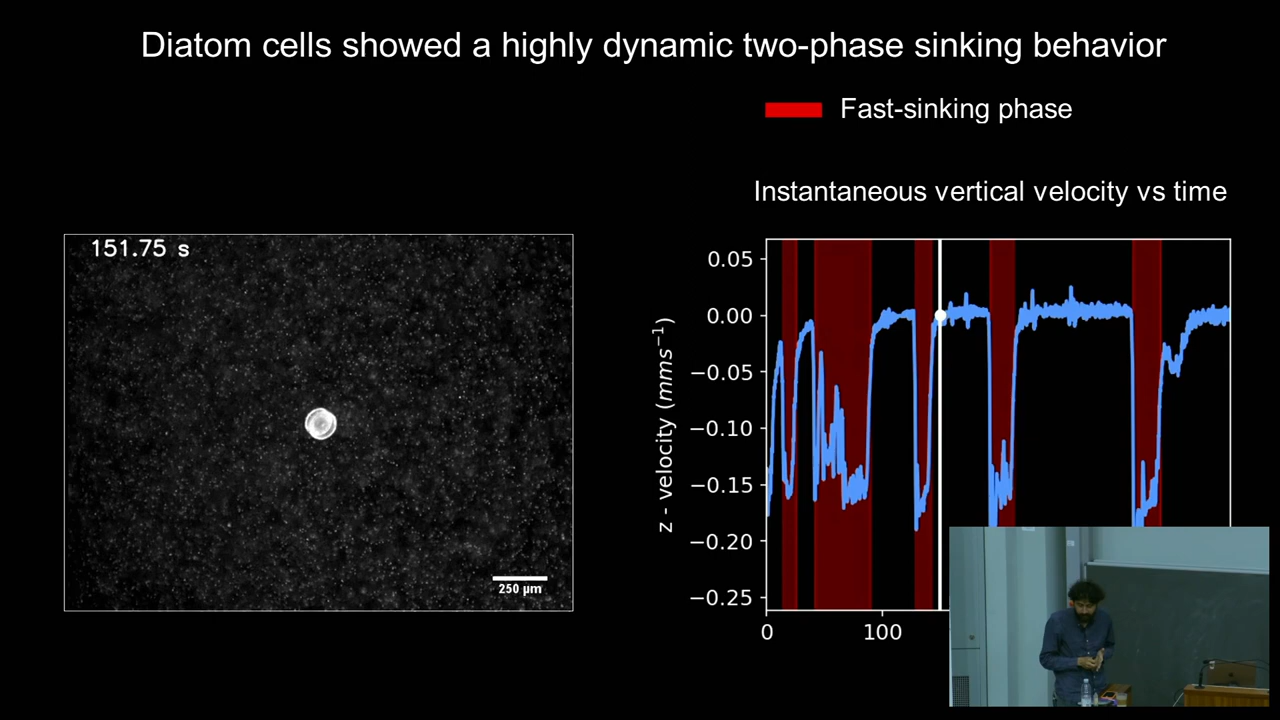 Diatom cells showed a highly dynamic two-phase sinking behavior
Fast-sinking phase
Instantaneous vertical velocity vs time
151.75 s
250 µm
z - velocity (mms⁻¹)
0.05
0.00
−0.05
−0.10
−0.15
−0.20
−0.25
0
100